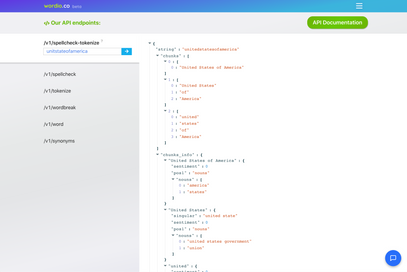 wordio.co
</> Our API endpoints:
API Documentation
/v1/spellcheck-tokenize
unitstatesfamerica
/v1/spellcheck
/v1/tokenize
/v1/wordbreak
/v1/word
/v1/synonyms
{
"string" : "unitedstatesofamerica"
"chunks" : [
0 : [
0 : "United States of America"
]
1 : [
0 : "United States"
1 : "of"
2 : "America"
]
2 : [
0 : "united"
1 : "states"
2 : "of"
3 : "America"
]
]
"chunks_info" : {
"United States of America" : {
"sentiment" : 0
"pos" : "nouns"
"nouns" : [
0 : "america"
1 : "states"
]
}
"United States" : {
"singular" : "united state"
"sentiment" : 0
"pos" : "nouns"
"nouns" : [
0 : "united states government"
1 : "union"
]
}
"united" : {